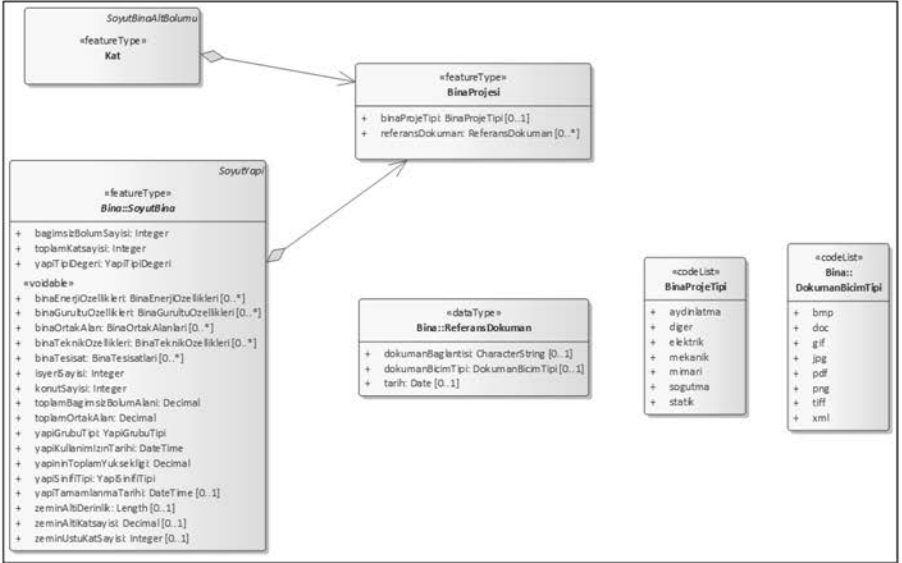 SoyutBinaAltBolumu
«featureType»
Kat
«featureType»
BinaProjesi
+ binaProjeTipi: BinaProjeTipi [0..1]
+ referansDokuman: ReferansDokuman [0..*]
SoyutYapi
«featureType»
Bina::SoyutBina
+ bagimsizBolumSayisi: Integer
+ toplamKatsayisi: Integer
+ yapiTipiDegeri: YapiTipiDegeri
«voidable»
+ binaEnerjiOzellikleri: BinaEnerjiOzellikleri [0..*]
+ binaGurultuOzellikleri: BinaGurultuOzellikleri [0..*]
+ binaOrtakAlan: BinaOrtakAlanlari [0..*]
+ binaTeknikOzellikleri: BinaTeknikOzellikleri [0..*]
+ binaTesisat: BinaTesisatlari [0..*]
+ isyeriSayisi: Integer
+ konutSayisi: Integer
+ toplamBagimsizBolumAlani: Decimal
+ toplamOrtakAlan: Decimal
+ yapiGrubuTipi: YapiGrubuTipi
+ yapiKullanimIzinTarihi: DateTime
+ yapininToplamYuksekligi: Decimal
+ yapiSinifiTipi: YapiSinifiTipi
+ yapiTamamlanmaTarihi: DateTime [0..1]
+ zeminAltiDerinlik: Length [0..1]
+ zeminAltiKatsayisi: Decimal [0..1]
+ zeminUstuKatSayisi: Integer [0..1]
«dataType»
Bina::ReferansDokuman
+ dokumanBaglantisi: CharacterString [0..1]
+ dokumanBicimTipi: DokumanBicimTipi [0..1]
+ tarih: Date [0..1]
«codeList»
BinaProjeTipi
+ aydinlatma
+ diger
+ elektrik
+ mekanik
+ mimari
+ sogutma
+ statik
«codeList»
Bina::
DokumanBicimTipi
+ bmp
+ doc
+ gif
+ jpg
+ pdf
+ png
+ tiff
+ xml